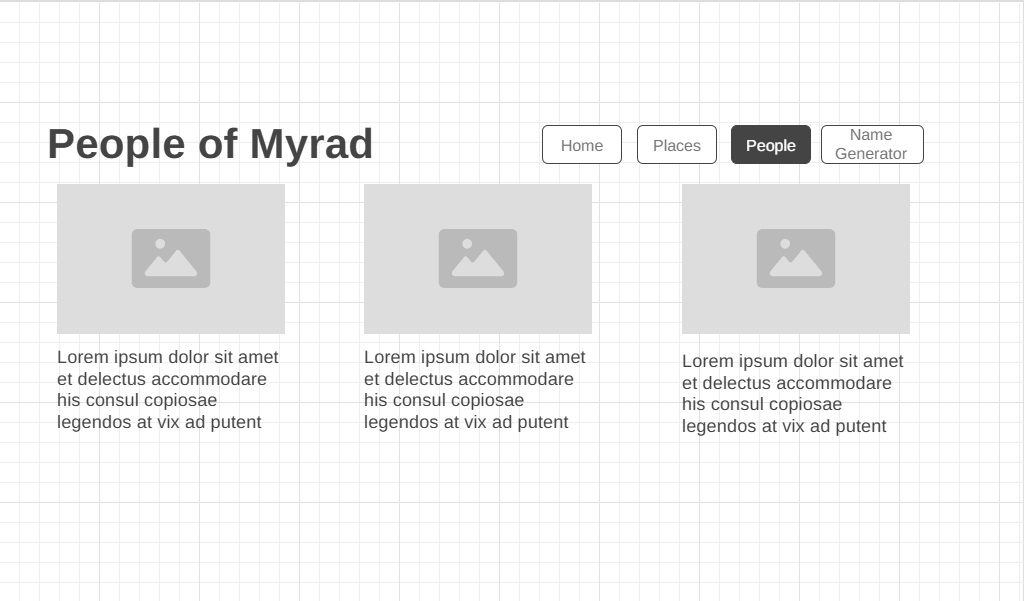 People of Myrad
Home
Places
People
Name
Generator
Lorem ipsum dolor sit amet
et delectus accommodare
his consul copiosae
legendos at vix ad putent
Lorem ipsum dolor sit amet
et delectus accommodare
his consul copiosae
legendos at vix ad putent
Lorem ipsum dolor sit amet
et delectus accommodare
his consul copiosae
legendos at vix ad putent